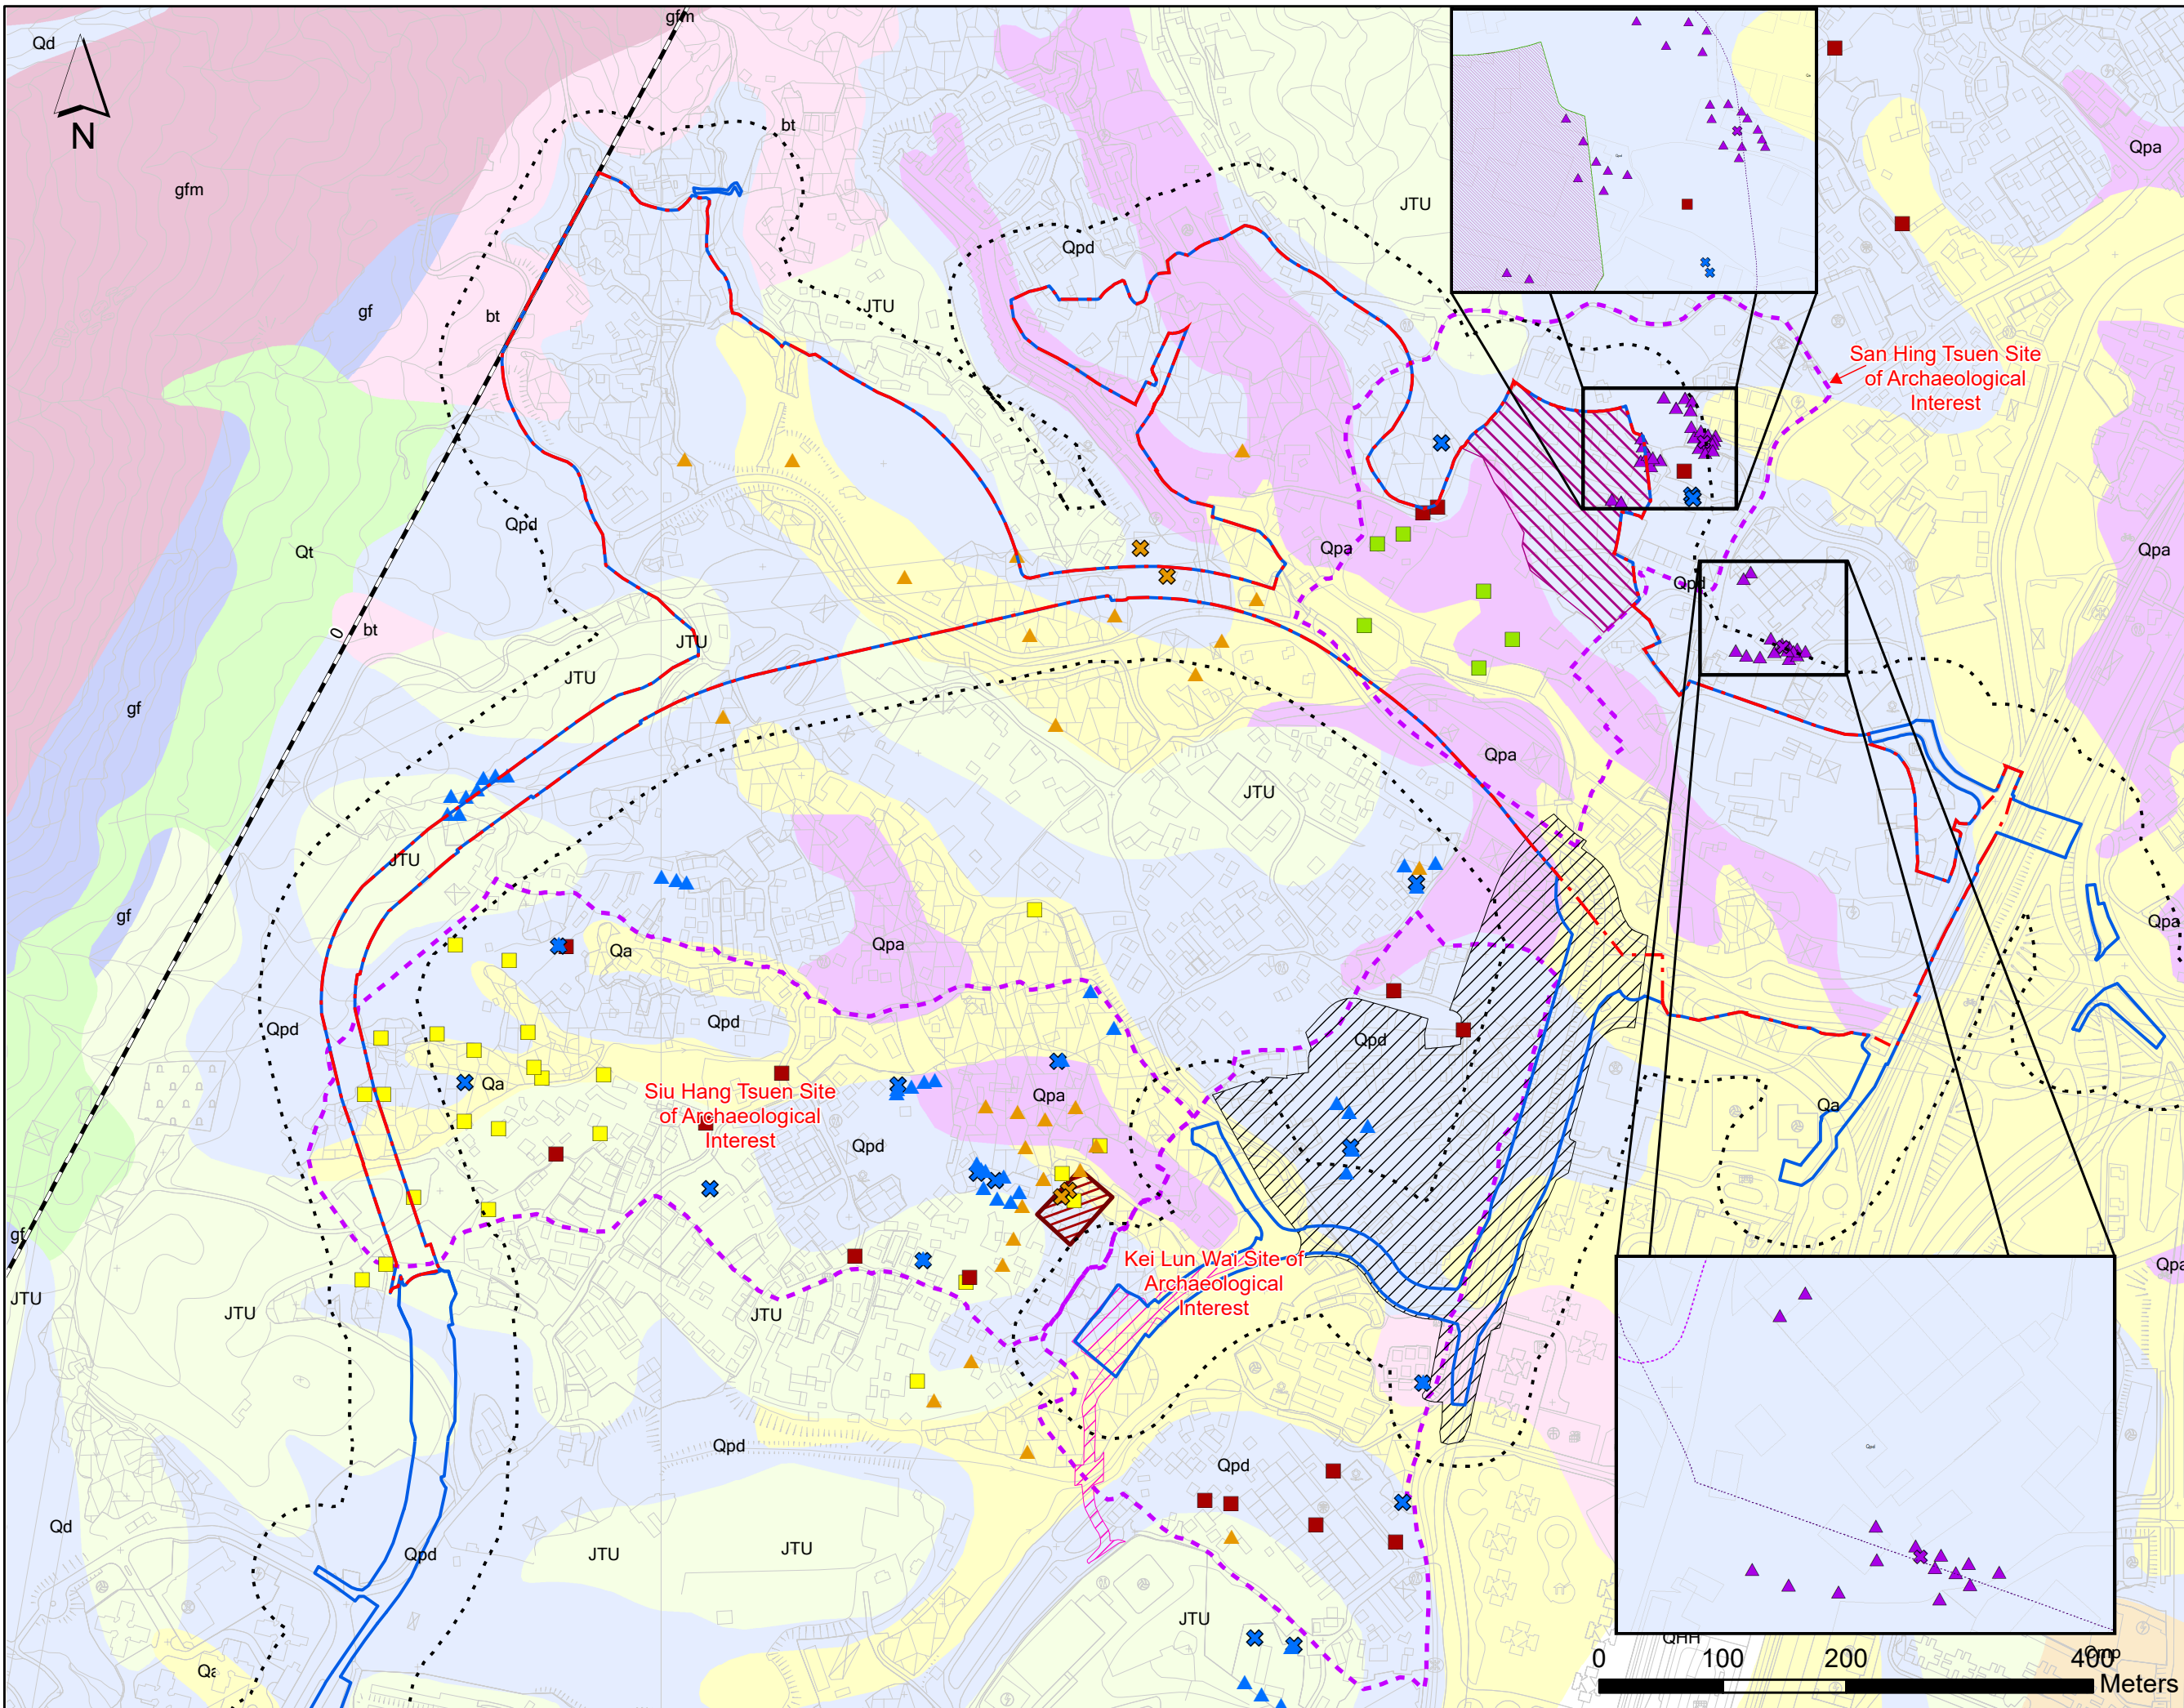 gfm
Qd
N
bt
Qpa
gfm
JTU
Qpd
JTU
gf
bt
San Hing Tsuen Site
of Archaeological
Interest
Qpd
Qt
Qpa
Qpa
Qpd
0
bt
JTU
JTU
gf
Qpa
JTU
JTU
gf
Qpa
Qpa
Qa
Qpd
Qpd
Qpd
Qa
Siu Hang Tsuen Site
of Archaeological
Interest
Qpa
Qa
Qpd
gf
Kei Lun Wai Site of
Archaeological
Interest
Qpa
JTU
JTU
JTU
Qpd
Qpd
Qd
Qpd
JTU
JTU
JTU
Qa
QHH
0
100
200
400
Meters